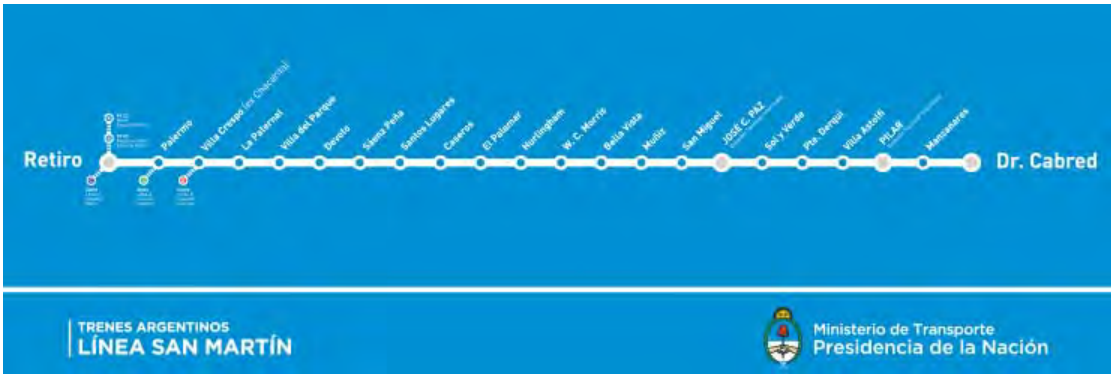 Retiro
Palermo
Villa Crespo (ex Chacarita)
La Paternal
Villa del Parque
Devoto
Sáenz Peña
Santos Lugares
Caseros
El Palomar
Hurlingham
W. C. Morris
Bella Vista
Muñiz
San Miguel
JOSÉ C. PAZ
Sol y Verde
Pte. Derqui
Villa Astolfi
PILAR
Manzanares
Dr. Cabred
TRENES ARGENTINOS
LÍNEA SAN MARTÍN
Ministerio de Transporte
Presidencia de la Nación